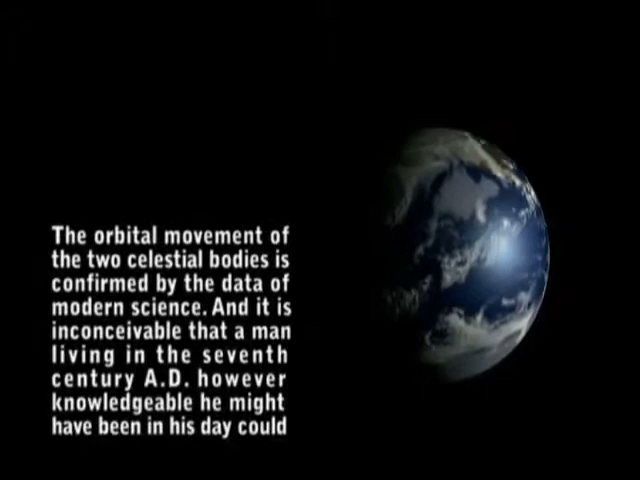 The orbital movement of
the two celestial bodies is
confirmed by the data of
modern science. And it is
inconceivable that a man
living in the seventh
century A.D. however
knowledgeable he might
have been in his day could